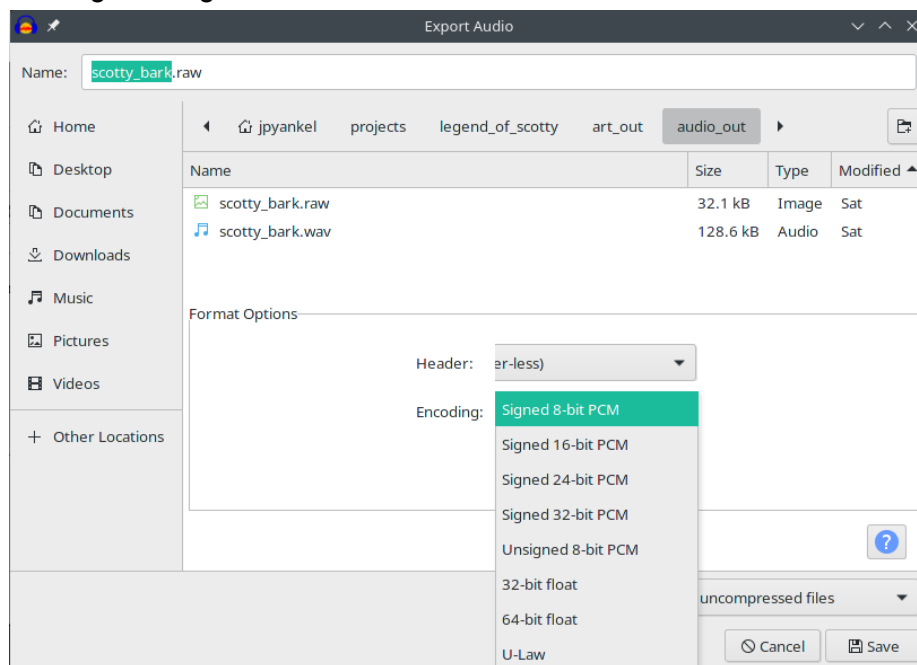 Export Audio
Name: scotty_bark.raw
Home
jpyankel projects legend_of_scotty art_out audio_out
Desktop
Name Size Type Modified
Documents
scotty_bark.raw 32.1 kB Image Sat
scotty_bark.wav 128.6 kB Audio Sat
Downloads
Music
Format Options
Pictures
Header: er-less)
Videos
Encoding: Signed 8-bit PCM
Other Locations
Signed 16-bit PCM
Signed 24-bit PCM
Signed 32-bit PCM
Unsigned 8-bit PCM
?
32-bit float
uncompressed files
64-bit float
U-Law
Cancel Save